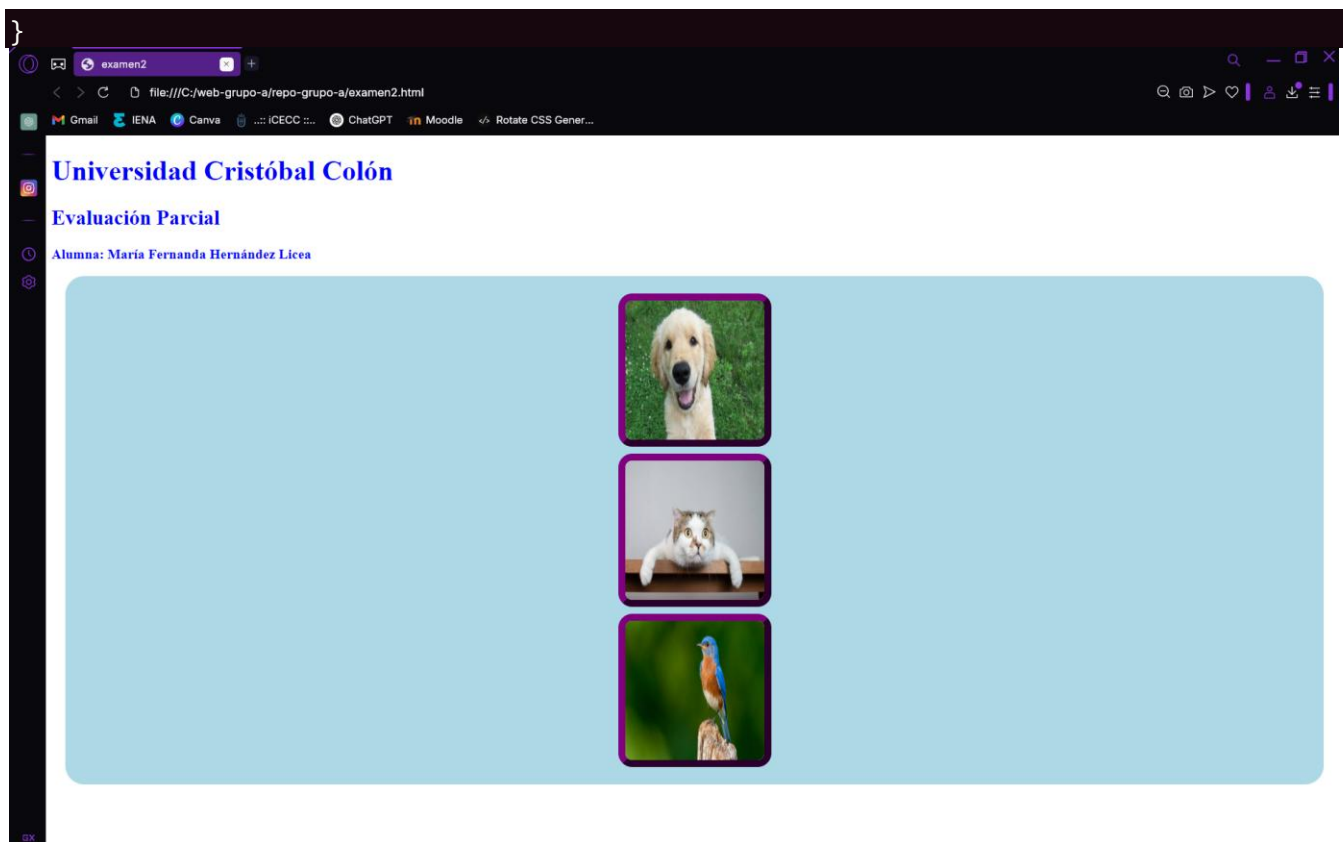 }
examen2
file:///C:/web-grupo-a/repo-grupo-a/examen2.html
Gmail IENA Canva ..:: iCECC ::... ChatGPT Moodle </> Rotate CSS Gener...
Universidad Cristóbal Colón
Evaluación Parcial
Alumna: María Fernanda Hernández Licea
GX